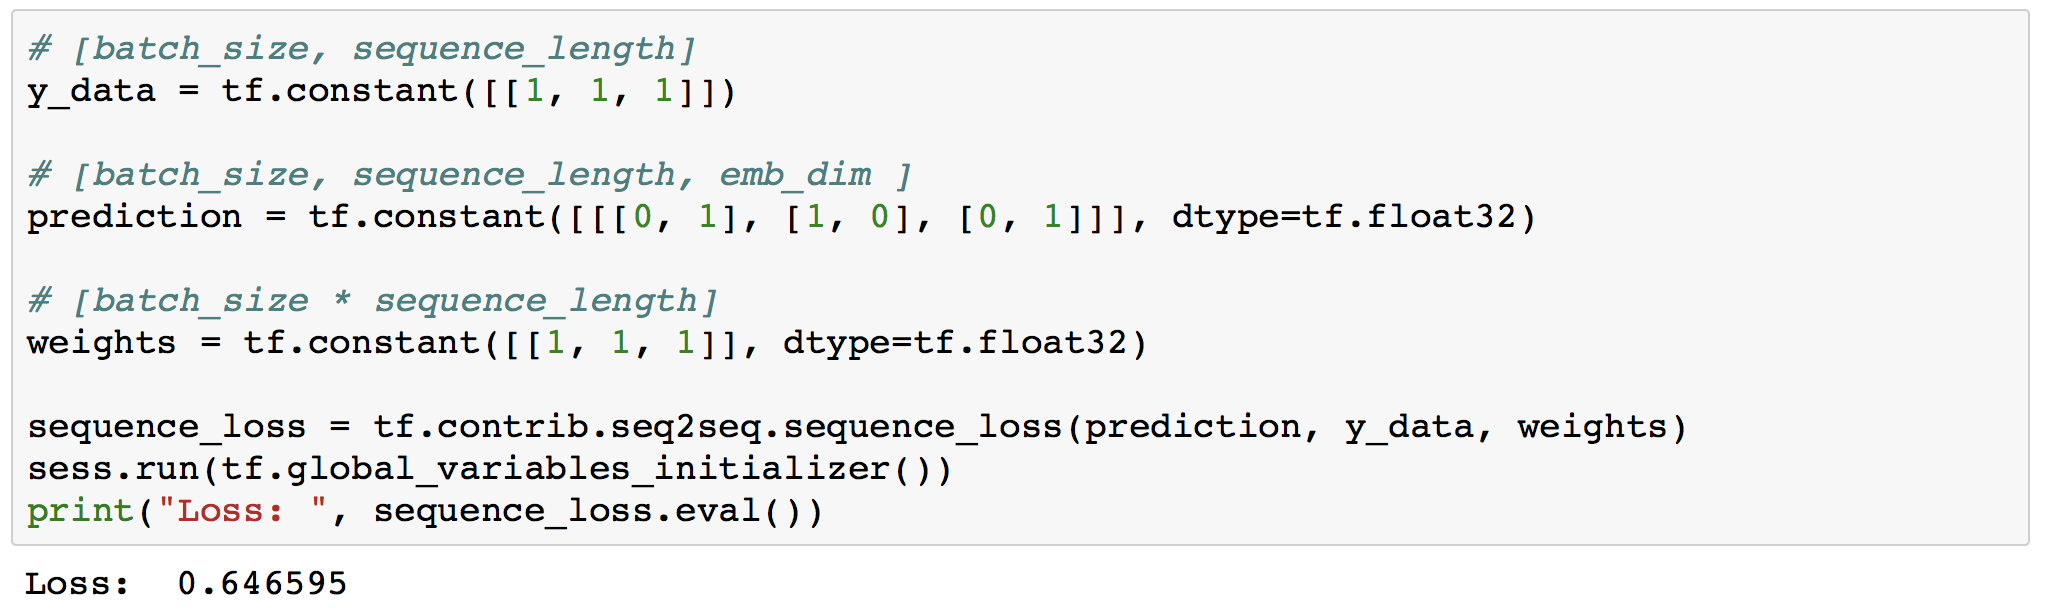 # [batch_size, sequence_length]
y_data = tf.constant([[1, 1, 1]])
# [batch_size, sequence_length, emb_dim ]
prediction = tf.constant([[[0, 1], [1, 0], [0, 1]]], dtype=tf.float32)
# [batch_size * sequence_length]
weights = tf.constant([[1, 1, 1]], dtype=tf.float32)
sequence_loss = tf.contrib.seq2seq.sequence_loss(prediction, y_data, weights)
sess.run(tf.global_variables_initializer())
print("Loss: ", sequence_loss.eval())
Loss:  0.646595